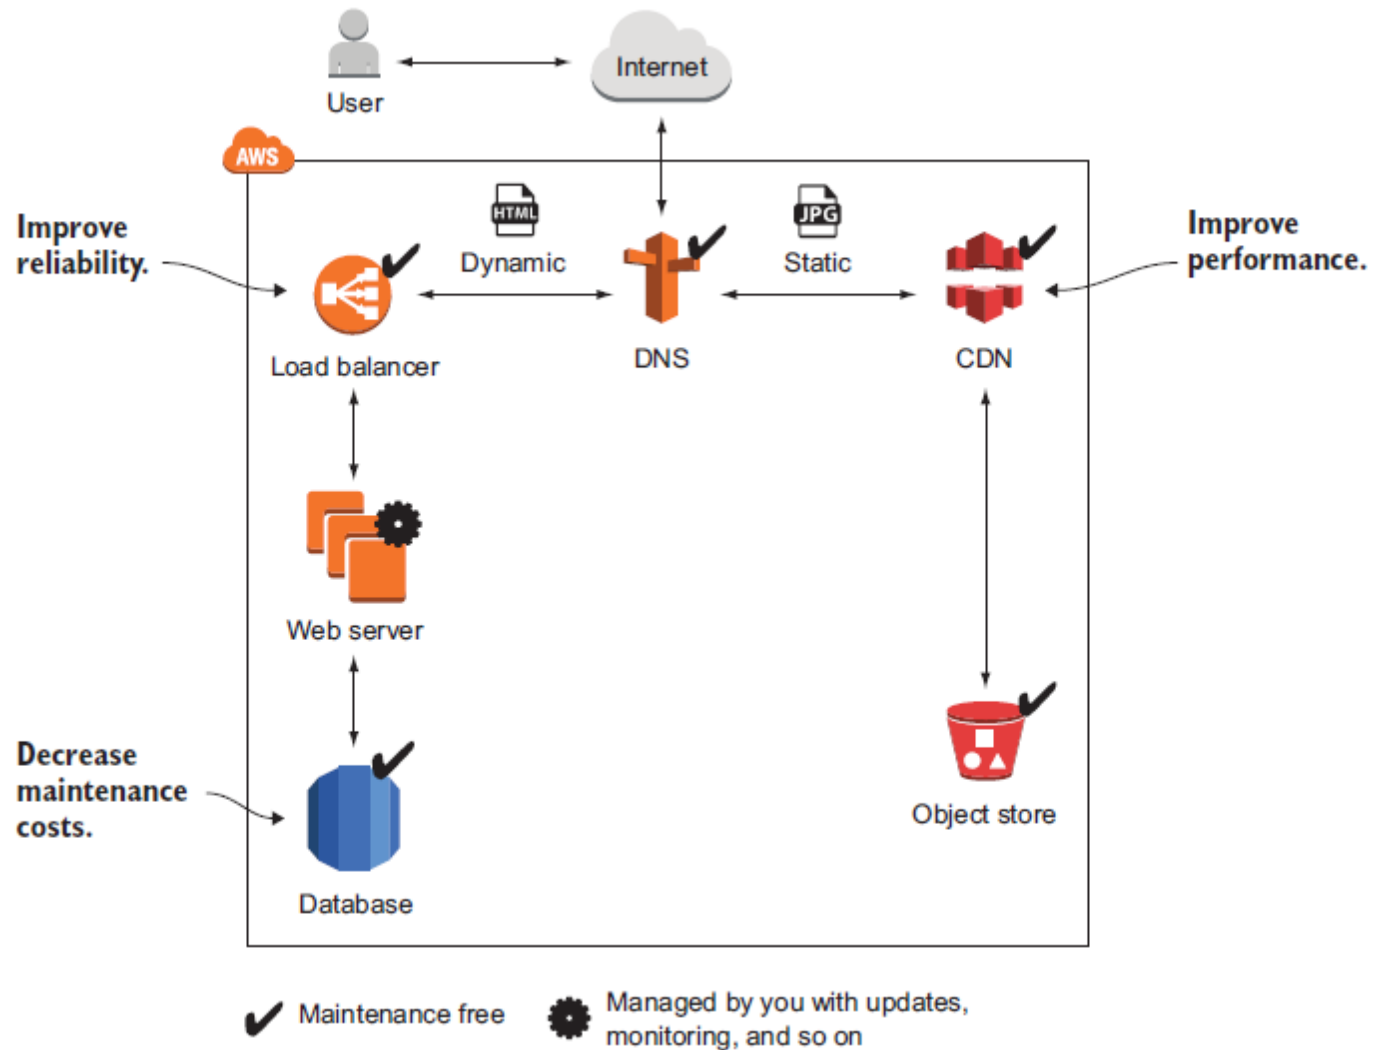 User
Internet
AWS
Improve
reliability.
HTML
Dynamic
JPG
Static
Improve
performance.
Load balancer
DNS
CDN
Web server
Decrease
maintenance
costs.
Object store
Database
Maintenance free
Managed by you with updates,
monitoring, and so on